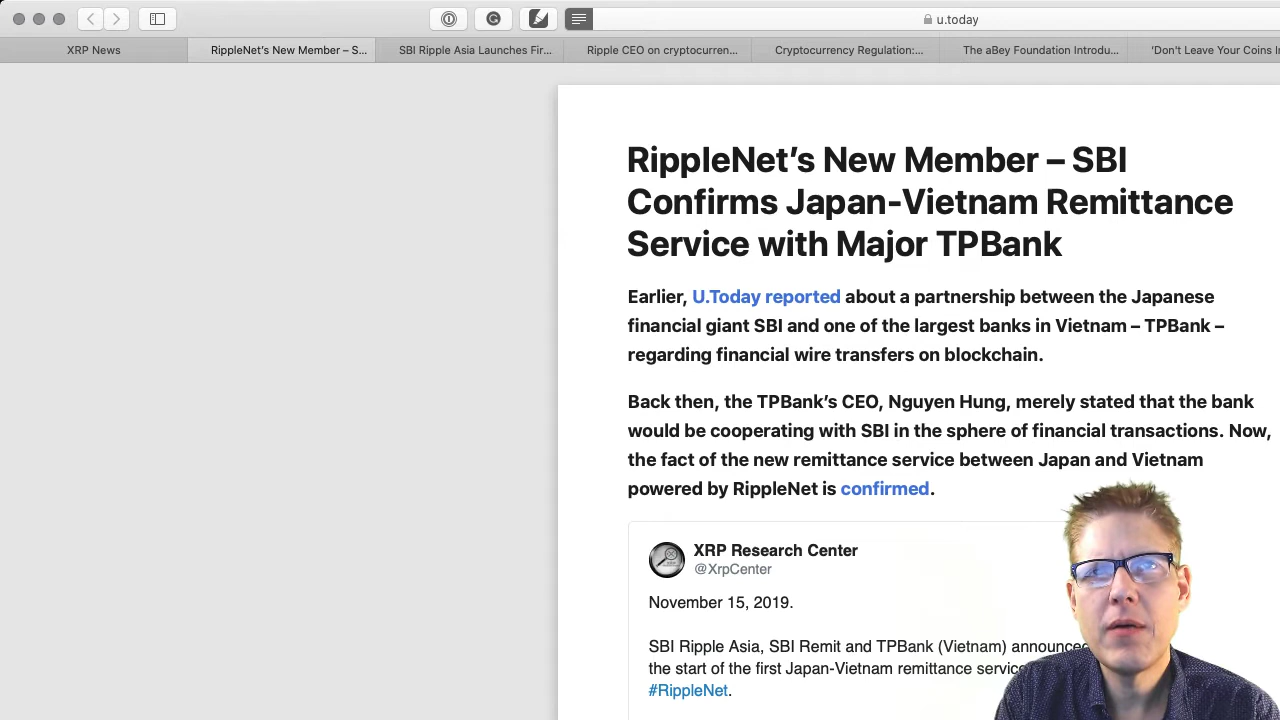 u.today
XRP News
RippleNet's New Member – S...
SBI Ripple Asia Launches Fir...
Ripple CEO on cryptocurren...
Cryptocurrency Regulation:...
The aBey Foundation Introdu...
'Don't Leave Your Coins I
RippleNet’s New Member – SBI
Confirms Japan-Vietnam Remittance
Service with Major TPBank
Earlier, U.Today reported about a partnership between the Japanese
financial giant SBI and one of the largest banks in Vietnam – TPBank –
regarding financial wire transfers on blockchain.
Back then, the TPBank’s CEO, Nguyen Hung, merely stated that the bank
would be cooperating with SBI in the sphere of financial transactions. Now,
the fact of the new remittance service between Japan and Vietnam
powered by RippleNet is confirmed.
XRP Research Center
@XrpCenter
November 15, 2019.
SBI Ripple Asia, SBI Remit and TPBank (Vietnam) announced
the start of the first Japan-Vietnam remittance service
#RippleNet.